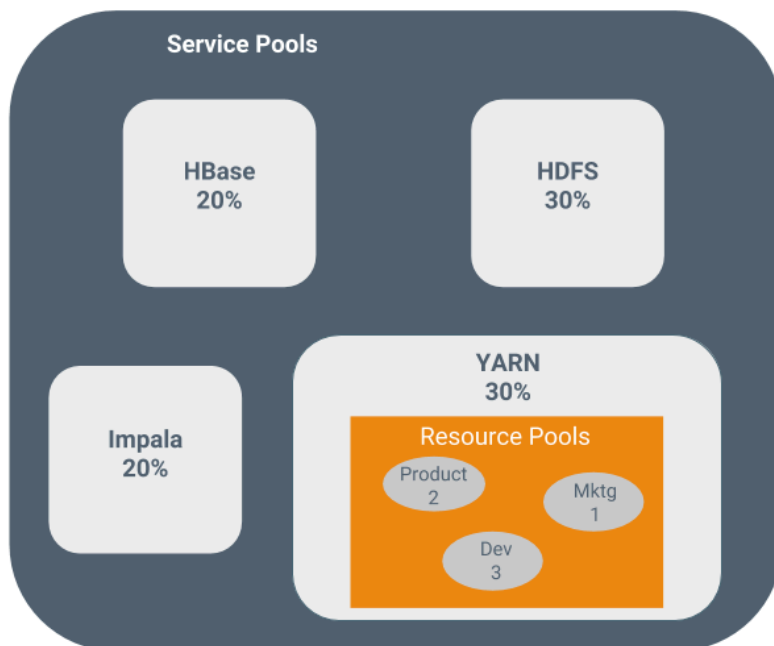 Service Pools
HBase
20%
HDFS
30%
Impala
20%
YARN
30%
Resource Pools
Product
2
Mktg
1
Dev
3